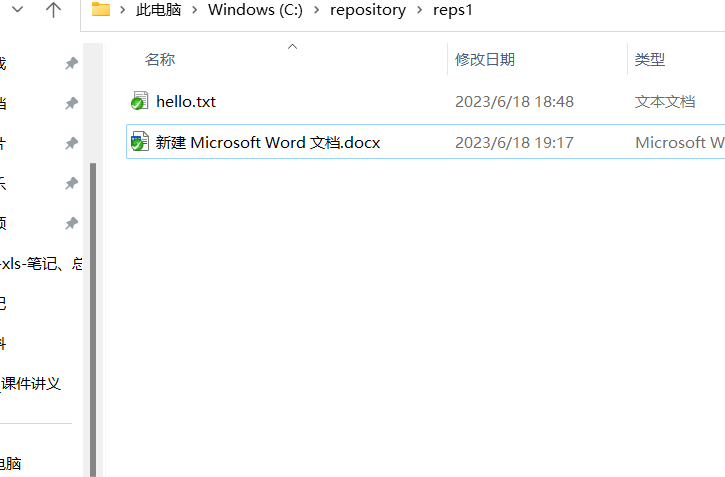 此电脑 Windows (C:) repository reps1
名称 修改日期 类型
hello.txt 2023/6/18 18:48 文本文档
新建 Microsoft Word 文档.docx 2023/6/18 19:17 Microsoft W
-xls-笔记、总
课件讲义
电脑